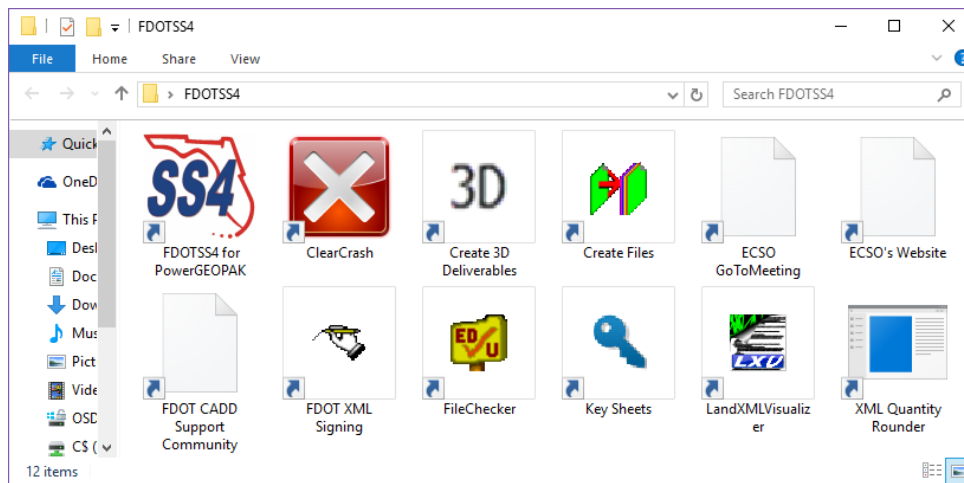 FDOTSS4
File Home Share View
FDOTSS4
Search FDOTSS4
Quick
OneD
This P
Desl
Doc
Dow
Mus
Pict
Vide
OSD
C$ (
SS4
3D
FDOTSS4 for
PowerGEOPAK
ClearCrash
Create 3D
Deliverables
Create Files
ECSO
GoToMeeting
ECSO's Website
ED
U
LXV
FDOT CADD
Support
Community
FDOT XML
Signing
FileChecker
Key Sheets
LandXMLVisualiz
er
XML Quantity
Rounder
12 items